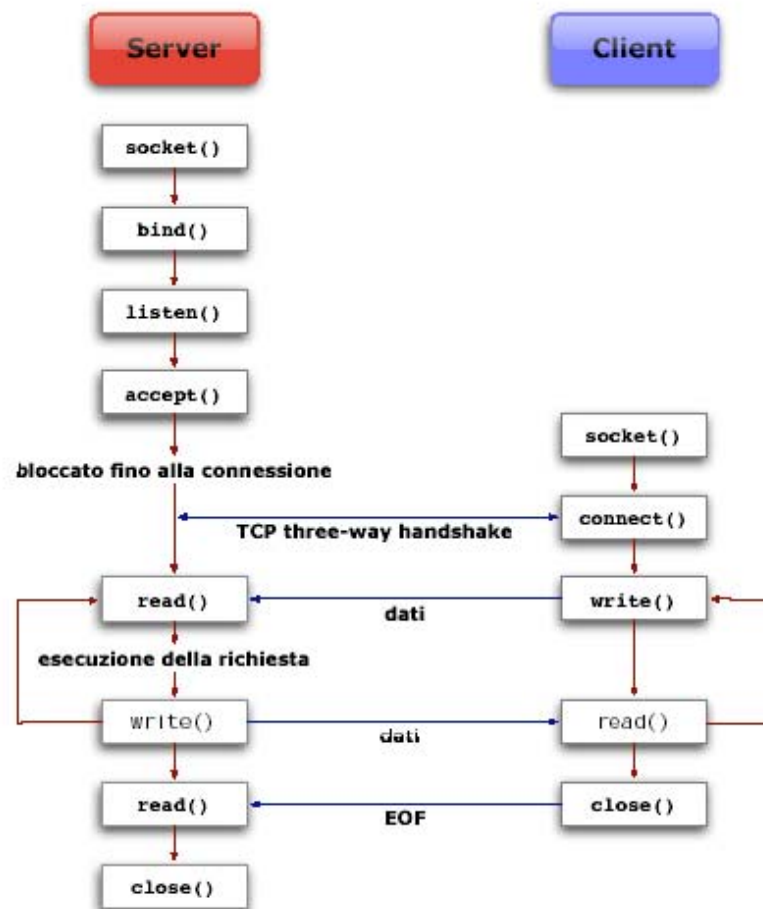 Server
Client
socket()
bind()
listen()
accept()
bloccato fino alla connessione
socket()
TCP three-way handshake
connect()
read()
dati
write()
esecuzione della richiesta
write()
dati
read()
read()
EOF
close()
close()